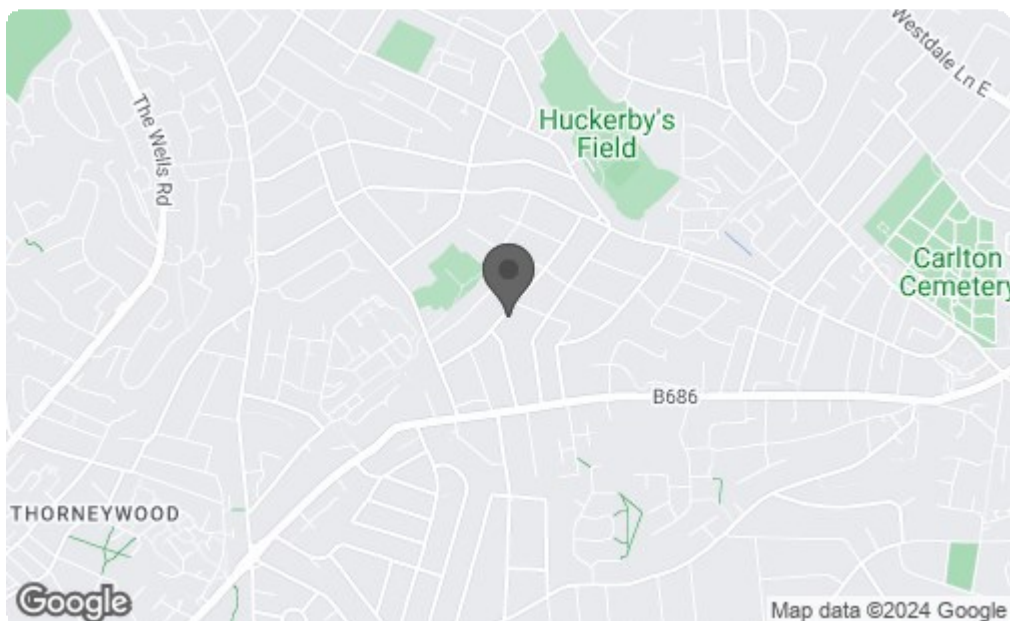 Westdale Ln E
The Wells Rd
Huckerby's
Field
Carlton
Cemetery
B686
THORNEYWOOD
Google
Map data ©2024 Google